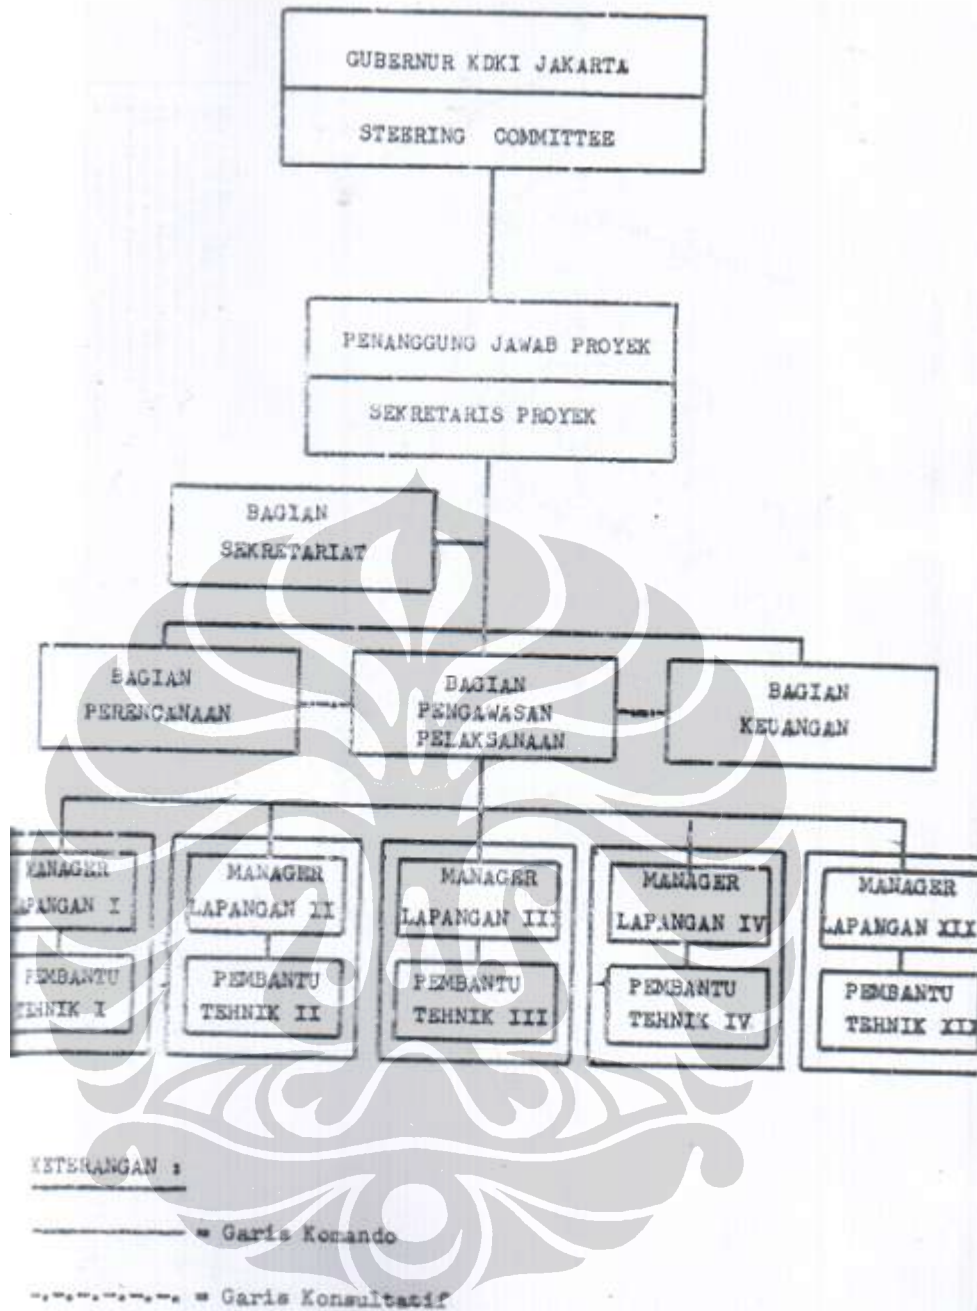 GUBERNUR KDKI JAKARTA
STEERING COMMITTEE
PENANGGUNG JAWAB PROYEK
SEKRETARIS PROYEK
BAGIAN
SEKRETARIAT
BAGIAN
PERENCANAAN
BAGIAN
PENGAWASAN
PELAKSANAAN
BAGIAN
KEUANGAN
MANAGER
LAPANGAN I
PEMBANTU
TEHNIK I
MANAGER
LAPANGAN II
PEMBANTU
TEHNIK II
MANAGER
LAPANGAN III
PEMBANTU
TEHNIK III
MANAGER
LAPANGAN IV
PEMBANTU
TEHNIK IV
MANAGER
LAPANGAN XIII
PEMBANTU
TEHNIK XII
KETERANGAN :
= Garis Komando
= Garis Konsultatif